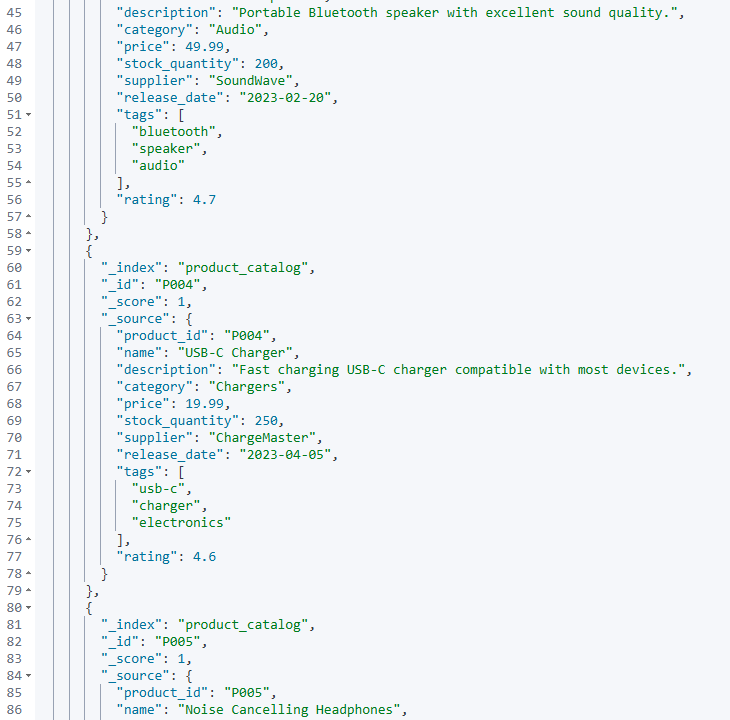 45 "description": "Portable Bluetooth speaker with excellent sound quality.",
46 "category": "Audio",
47 "price": 49.99,
48 "stock_quantity": 200,
49 "supplier": "SoundWave",
50 "release_date": "2023-02-20",
51 "tags": [
52 "bluetooth",
53 "speaker",
54 "audio"
55 ],
56 "rating": 4.7
57 }
58 },
59 {
60 "_index": "product_catalog",
61 "_id": "P004",
62 "_score": 1,
63 "_source": {
64 "product_id": "P004",
65 "name": "USB-C Charger",
66 "description": "Fast charging USB-C charger compatible with most devices.",
67 "category": "Chargers",
68 "price": 19.99,
69 "stock_quantity": 250,
70 "supplier": "ChargeMaster",
71 "release_date": "2023-04-05",
72 "tags": [
73 "usb-c",
74 "charger",
75 "electronics"
76 ],
77 "rating": 4.6
78 }
79 },
80 {
81 "_index": "product_catalog",
82 "_id": "P005",
83 "_score": 1,
84 "_source": {
85 "product_id": "P005",
86 "name": "Noise Cancelling Headphones",